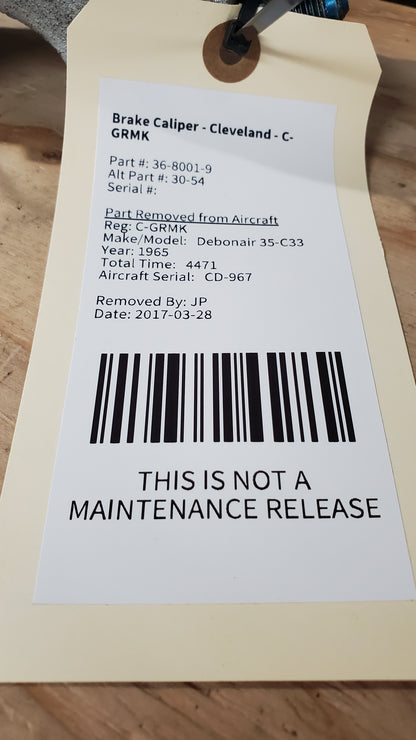 Brake Caliper - Cleveland - C-
GRMK
Part #: 36-8001-9
Alt Part #: 30-54
Serial #:
Part Removed from Aircraft
Reg: C-GRMK
Make/Model: Debonair 35-C33
Year: 1965
Total Time: 4471
Aircraft Serial: CD-967
Removed By: JP
Date: 2017-03-28
THIS IS NOT A
MAINTENANCE RELEASE